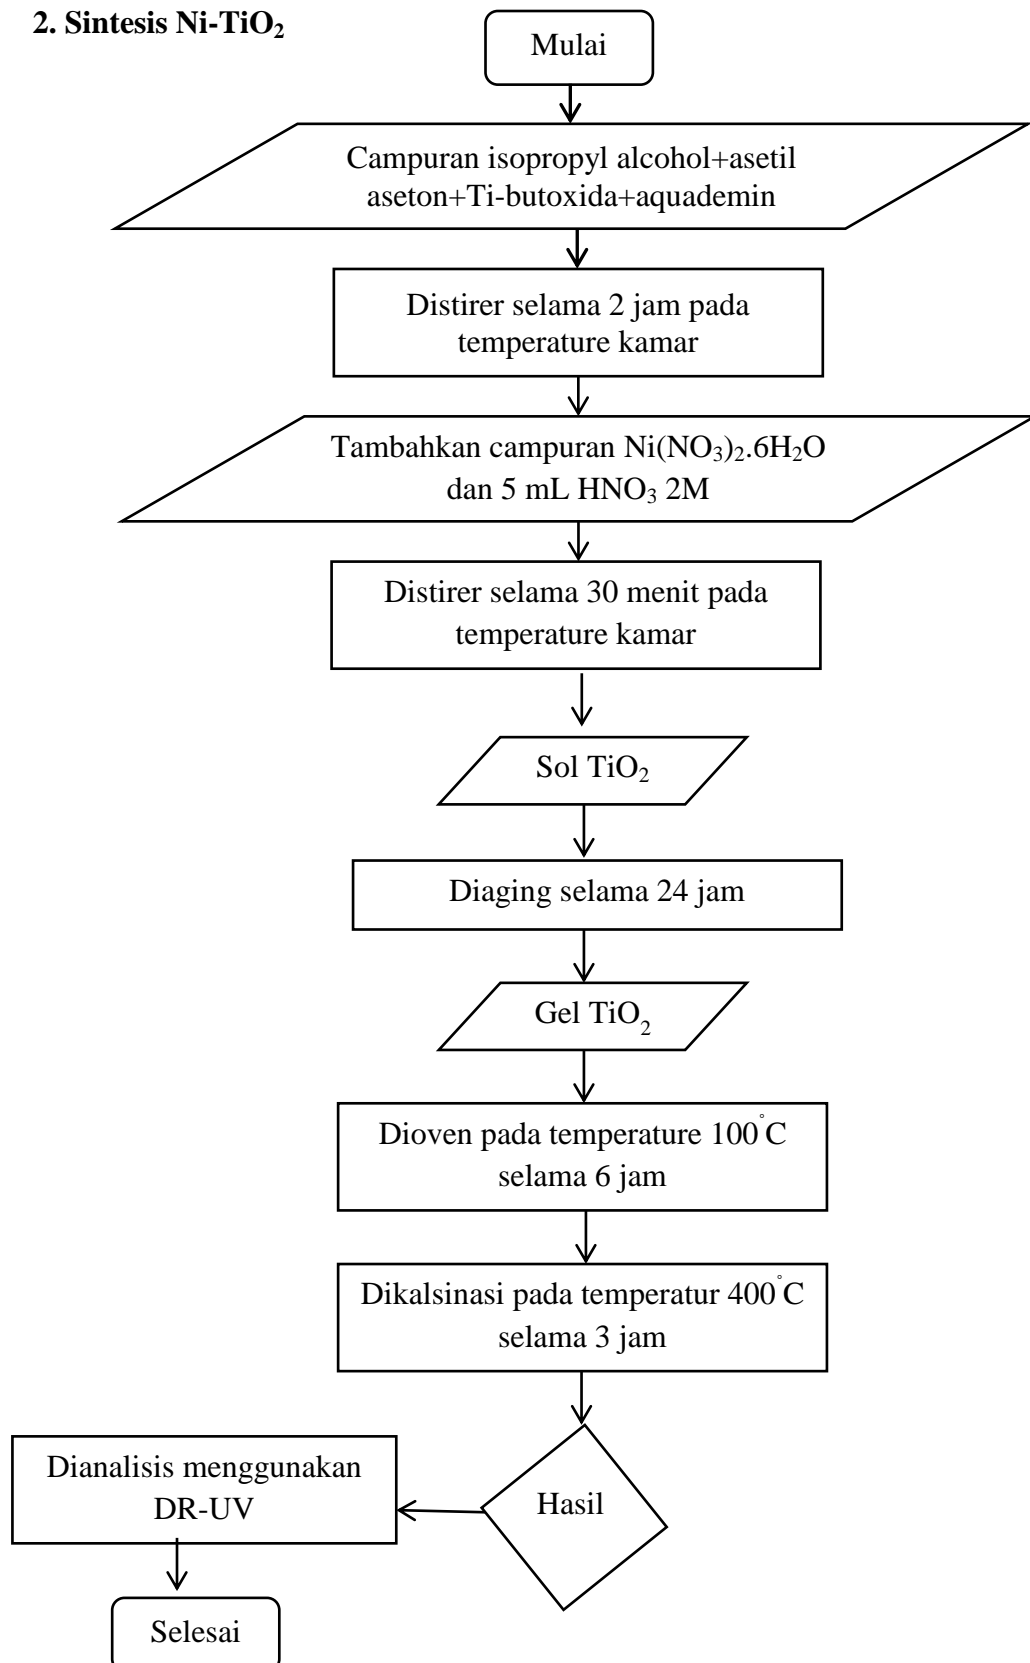 2. Sintesis Ni-TiO₂
Mulai
Campuran isopropyl alcohol+asetil
aseton+Ti-butoxida+aquademin
Distirer selama 2 jam pada
temperature kamar
Tambahkan campuran Ni(NO₃)₂.6H₂O
dan 5 mL HNO₃ 2M
Distirer selama 30 menit pada
temperature kamar
Sol TiO₂
Diaging selama 24 jam
Gel TiO₂
Dioven pada temperature 100°C
selama 6 jam
Dikalsinasi pada temperatur 400°C
selama 3 jam
Hasil
Dianalisis menggunakan
DR-UV
Selesai